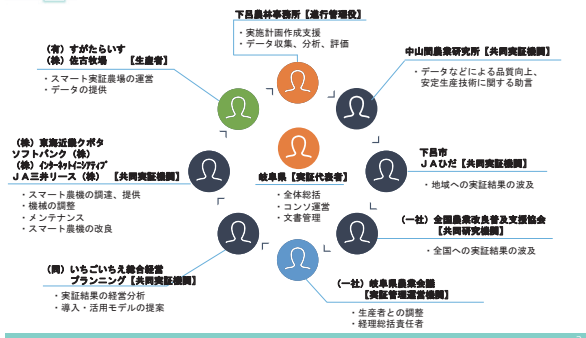 下呂農林事務所【進行管理役】
・実施計画作成支援
・データ収集、分析、評価
(有)すがたらいす
(株)佐古牧場　【生産者】
・スマート実証農場の運営
・データの提供
中山間農業研究所【共同実証機関】
・データなどによる品質向上、
安定生産技術に関する助言
(株)東海近畿クボタ
ソフトバンク(株)
(株)インターネットイニシアティブ
ＪＡ三井リース(株)　【共同実証機関】
・スマート農機の調達、提供
・機械の調整
・メンテナンス
・スマート農機の改良
岐阜県【実証代表者】
・全体総括
・コンソ運営
・文書管理
下呂市
ＪＡひだ【共同実証機関】
・地域への実証結果の波及
(一社)全国農業改良普及支援協会
【共同研究機関】
・全国への実証結果の波及
(同)いちごいちえ総合経営
プランニング【共同実証機関】
・実証結果の経営分析
・導入・活用モデルの提案
(一社)岐阜県農業会議
【実証管理運営機関】
・生産者との調整
・経理総括責任者